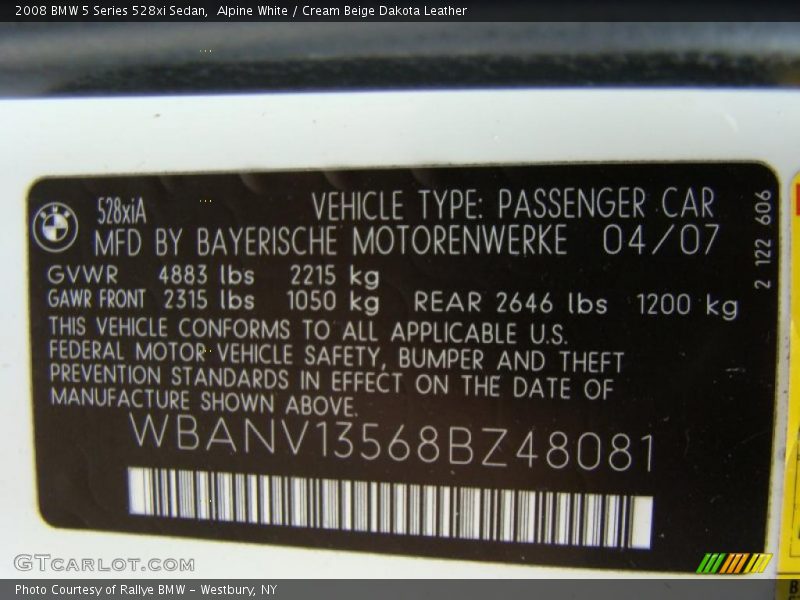 2008 BMW 5 Series 528xi Sedan,  Alpine White / Cream Beige Dakota Leather
BMW 528xiA VEHICLE TYPE: PASSENGER CAR
MFD BY BAYERISCHE MOTORENWERKE 04/07
GVWR 4883 lbs 2215 kg
GAWR FRONT 2315 lbs 1050 kg REAR 2646 lbs 1200 kg
THIS VEHICLE CONFORMS TO ALL APPLICABLE U.S.
FEDERAL MOTOR VEHICLE SAFETY, BUMPER AND THEFT
PREVENTION STANDARDS IN EFFECT ON THE DATE OF
MANUFACTURE SHOWN ABOVE.
WBANV13568BZ48081
2 122 606
GTCARLOT.COM
Photo Courtesy of Rallye BMW - Westbury, NY